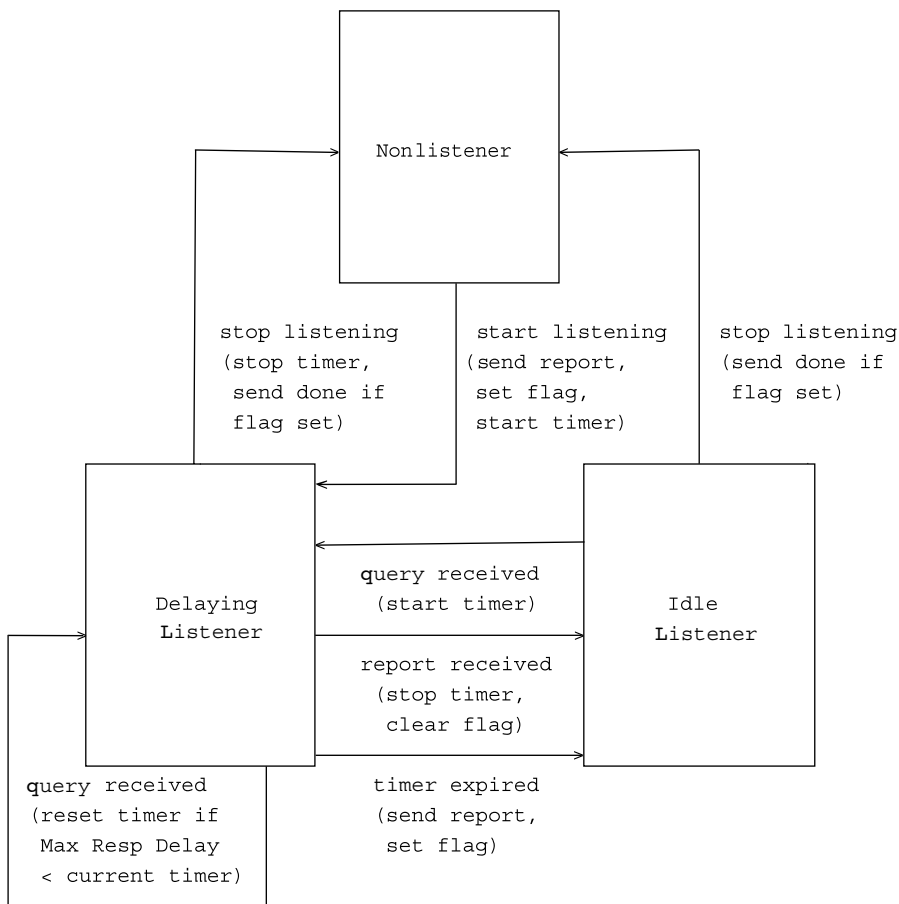 Nonlistener
stop listening
(stop timer,
send done if
flag set)
start listening
(send report,
set flag,
start timer)
stop listening
(send done if
flag set)
Delaying
Listener
query received
(start timer)
Idle
Listener
report received
(stop timer,
clear flag)
query received
(reset timer if
Max Resp Delay
< current timer)
timer expired
(send report,
set flag)